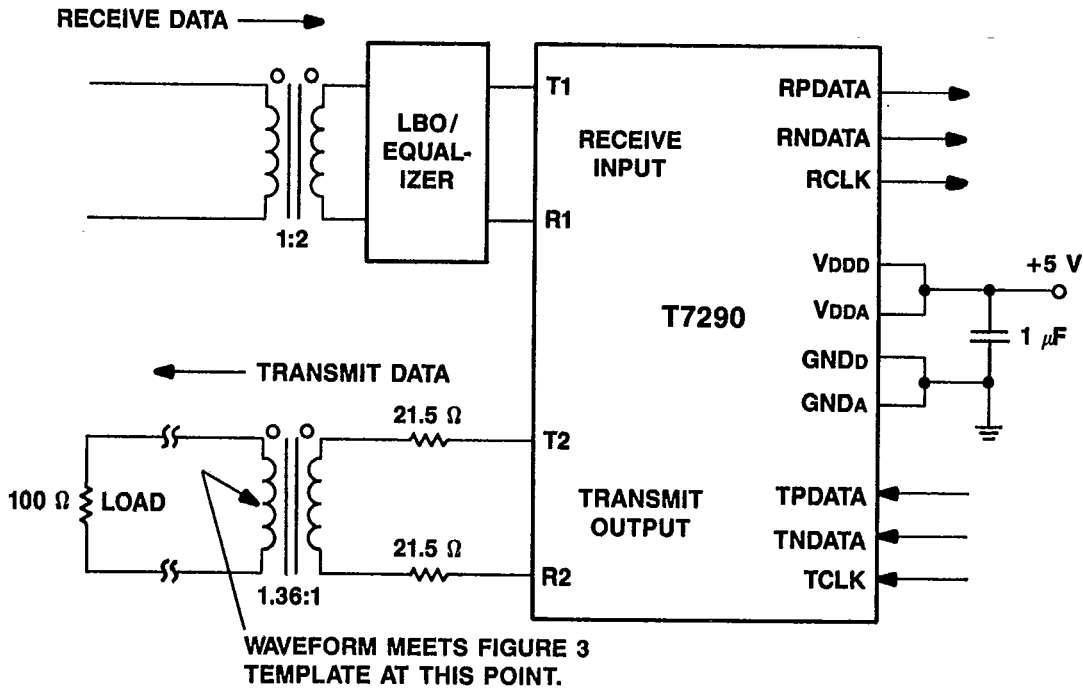 RECEIVE DATA
1:2
LBO/
EQUAL-
IZER
T1
R1
RECEIVE
INPUT
T7290
RPDATA
RNDATA
RCLK
VDDD
VDDA
GNDD
GNDA
+5 V
1 µF
TRANSMIT DATA
100 Ω
LOAD
1.36:1
21.5 Ω
21.5 Ω
T2
R2
TRANSMIT
OUTPUT
TPDATA
TNDATA
TCLK
WAVEFORM MEETS FIGURE 3
TEMPLATE AT THIS POINT.